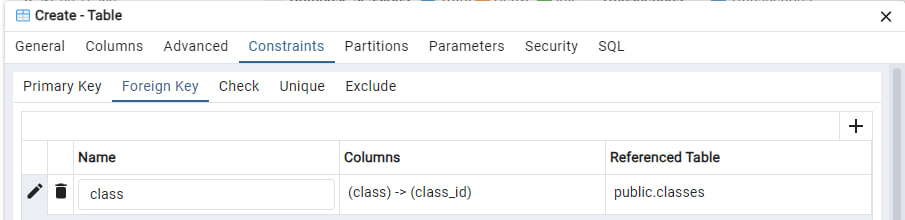 Create - Table
General Columns Advanced Constraints Partitions Parameters Security SQL
Primary Key Foreign Key Check Unique Exclude
Name Columns Referenced Table
class (class) -> (class_id) public.classes